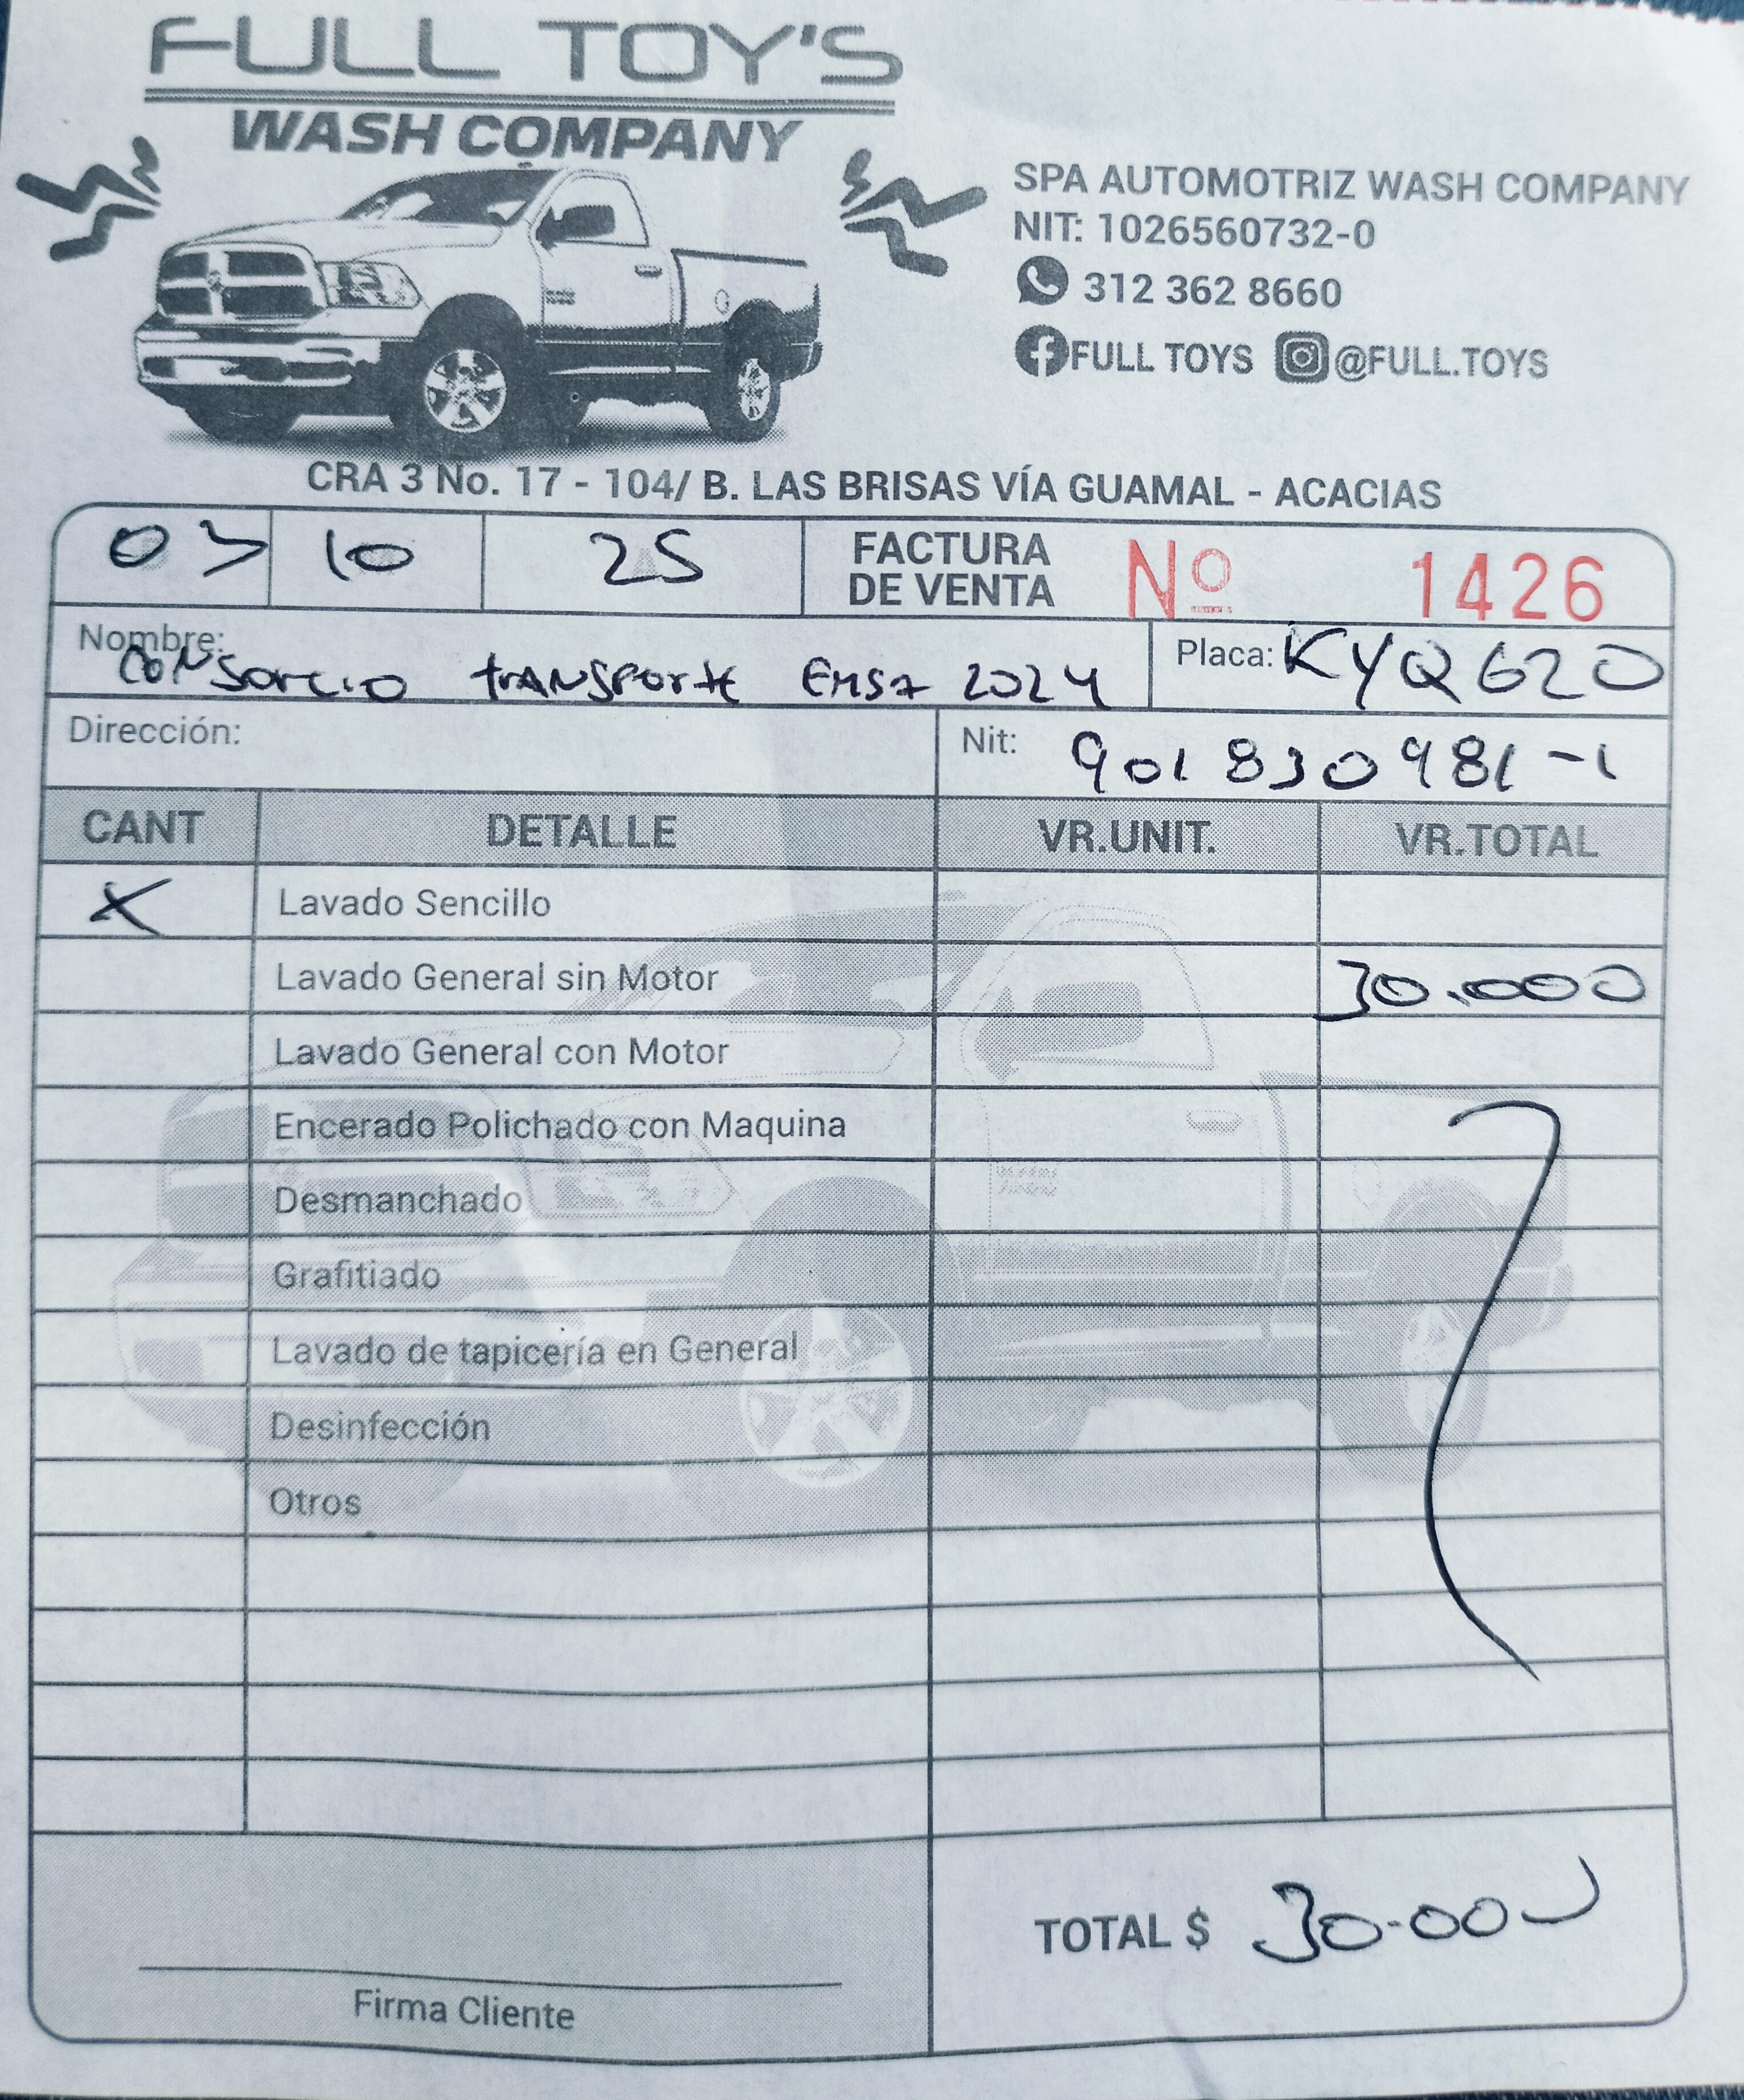 FULL TOY'S
WASH COMPANY
SPA AUTOMOTRIZ WASH COMPANY
NIT: 1026560732-0
312 362 8660
FULL TOYS @FULL.TOYS
CRA 3 No. 17 - 104/ B. LAS BRISAS VÍA GUAMAL - ACACIAS
10 25 FACTURA DE VENTA Nº 1426
Nombre: CONSORCIO TRANSPORTE EMSA 2024 Placa: KYQ620
Dirección: Nit: 901830981-1
CANT DETALLE VR.UNIT. VR.TOTAL
X Lavado Sencillo
Lavado General sin Motor 30.000
Lavado General con Motor
Encerado Polichado con Maquina
Desmanchado
Grafitiado
Lavado de tapicería en General
Desinfección
Otros
TOTAL $ 30.000
Firma Cliente